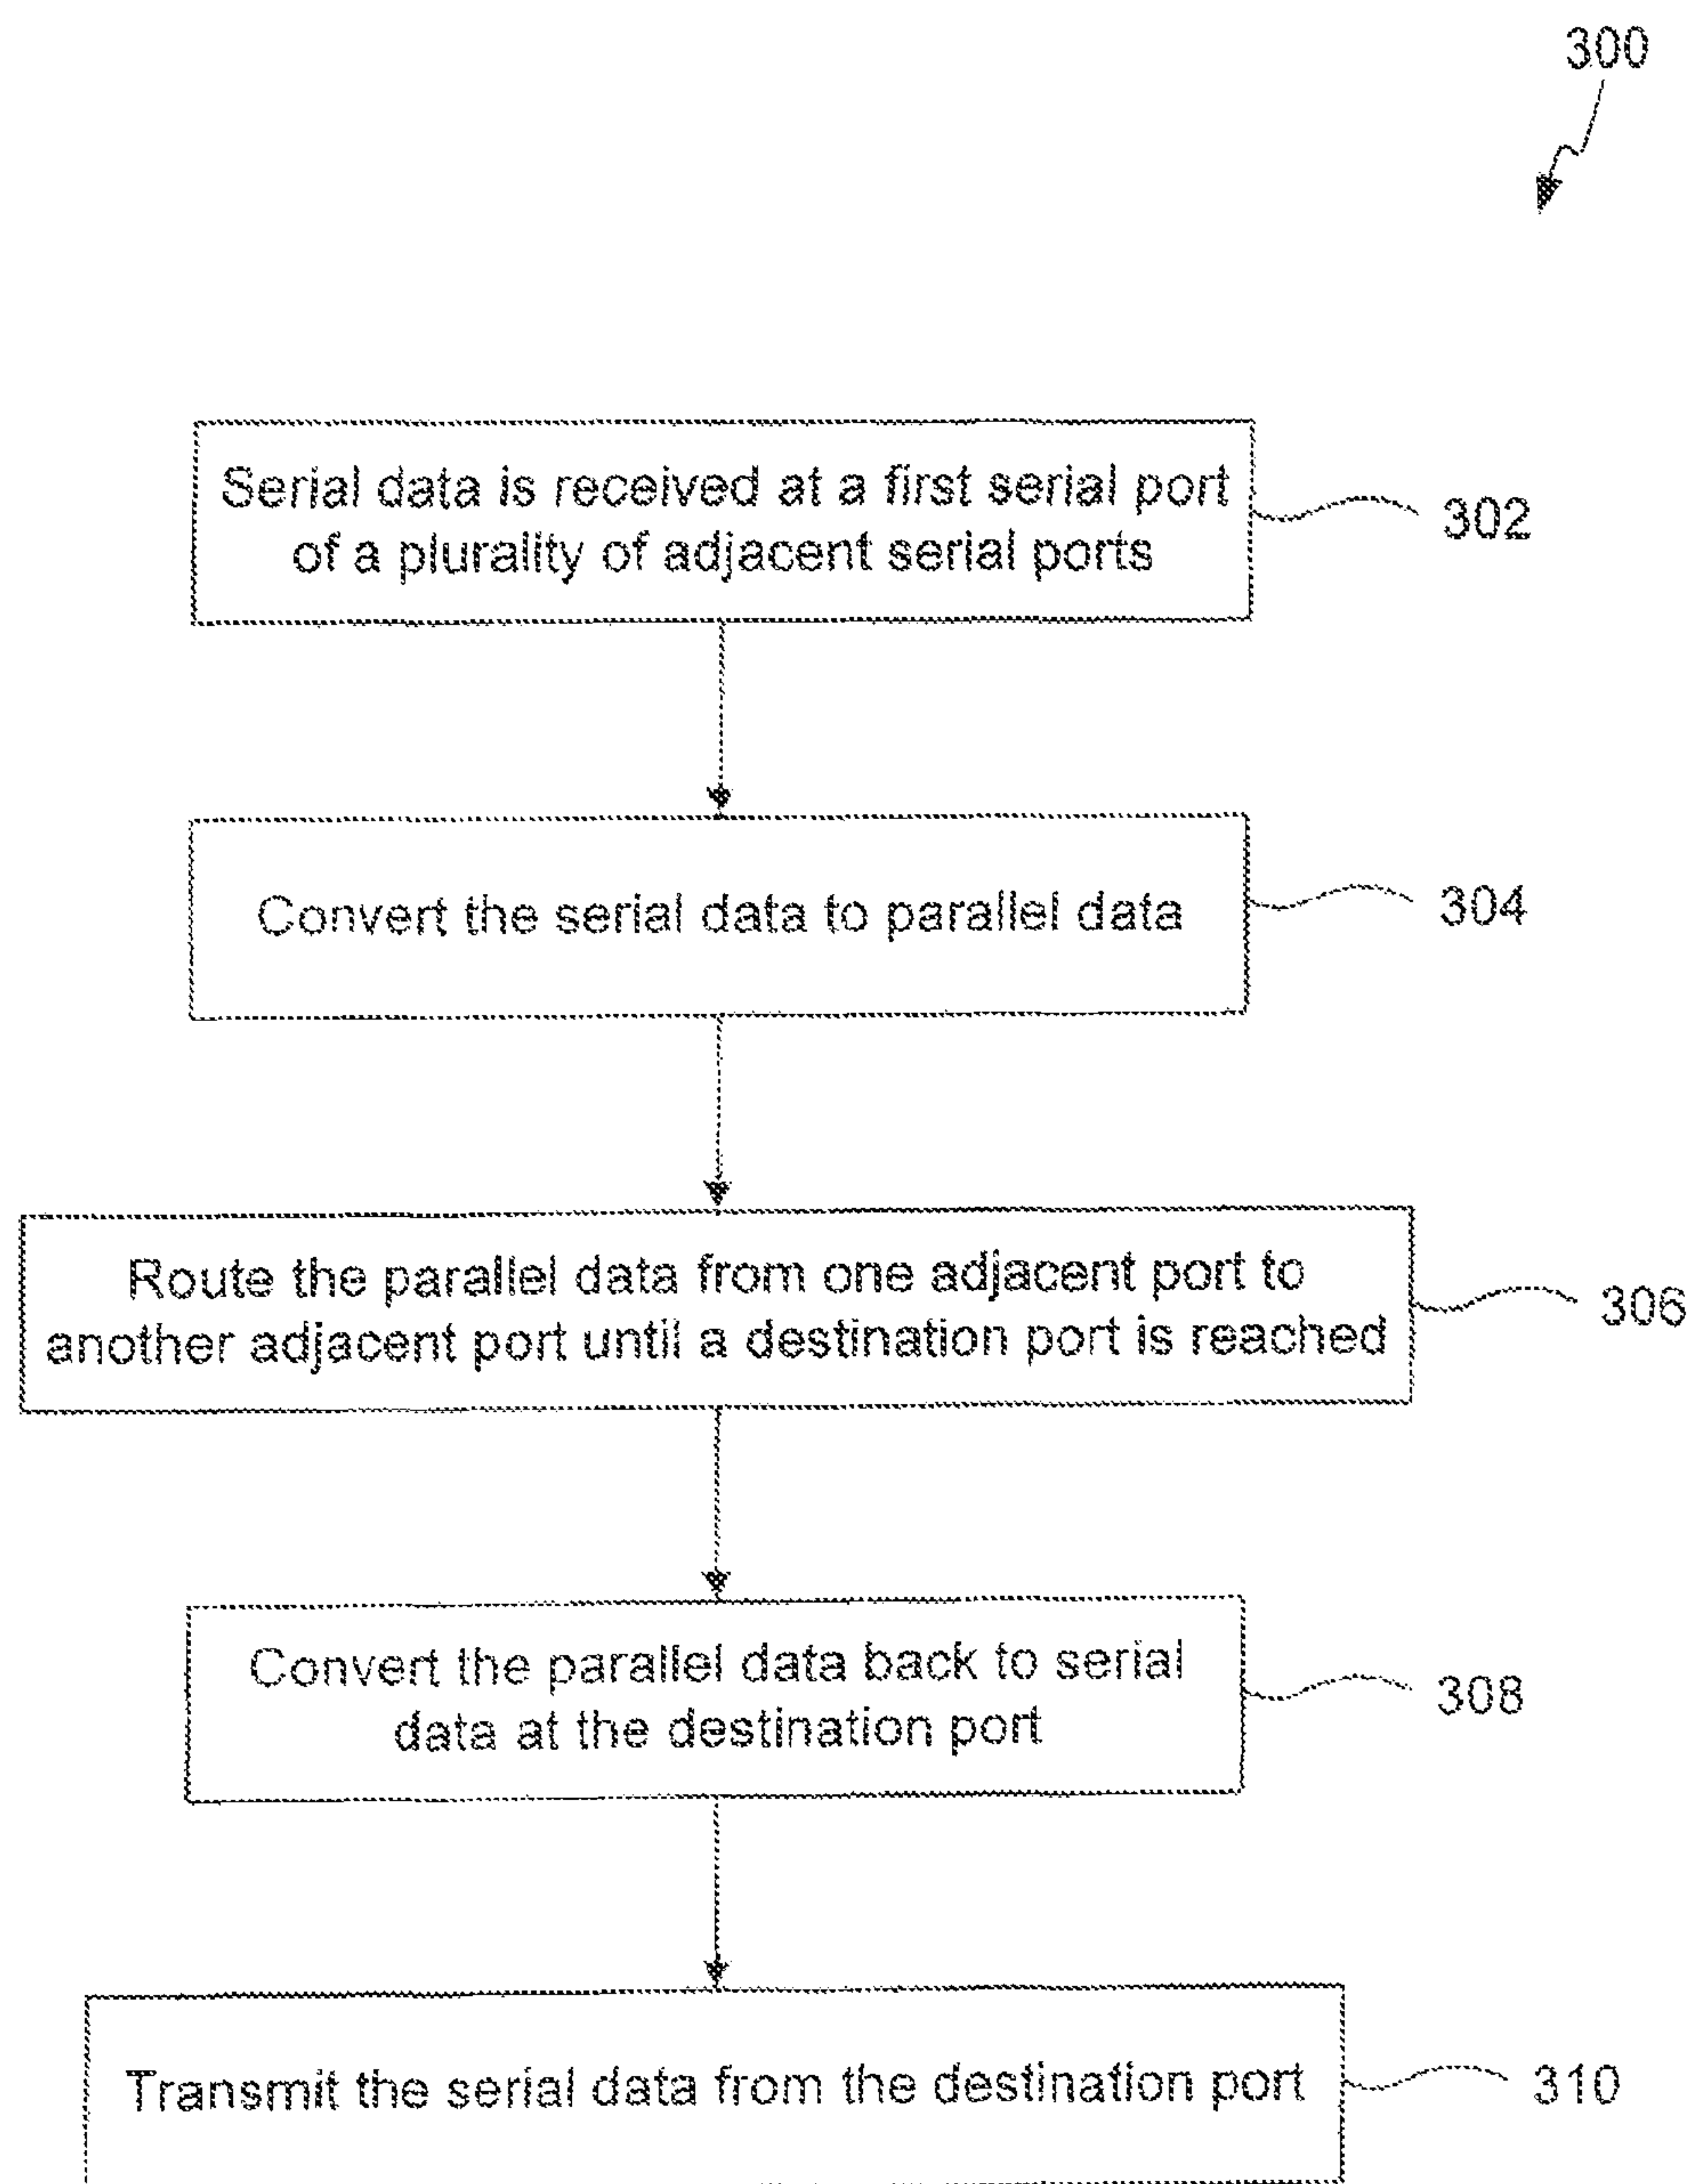 300
Serial data is received at a first serial port
of a plurality of adjacent serial ports
302
Convert the serial data to parallel data
304
Route the parallel data from one adjacent port to
another adjacent port until a destination port is reached
306
Convert the parallel data back to serial
data at the destination port
308
Transmit the serial data from the destination port
310